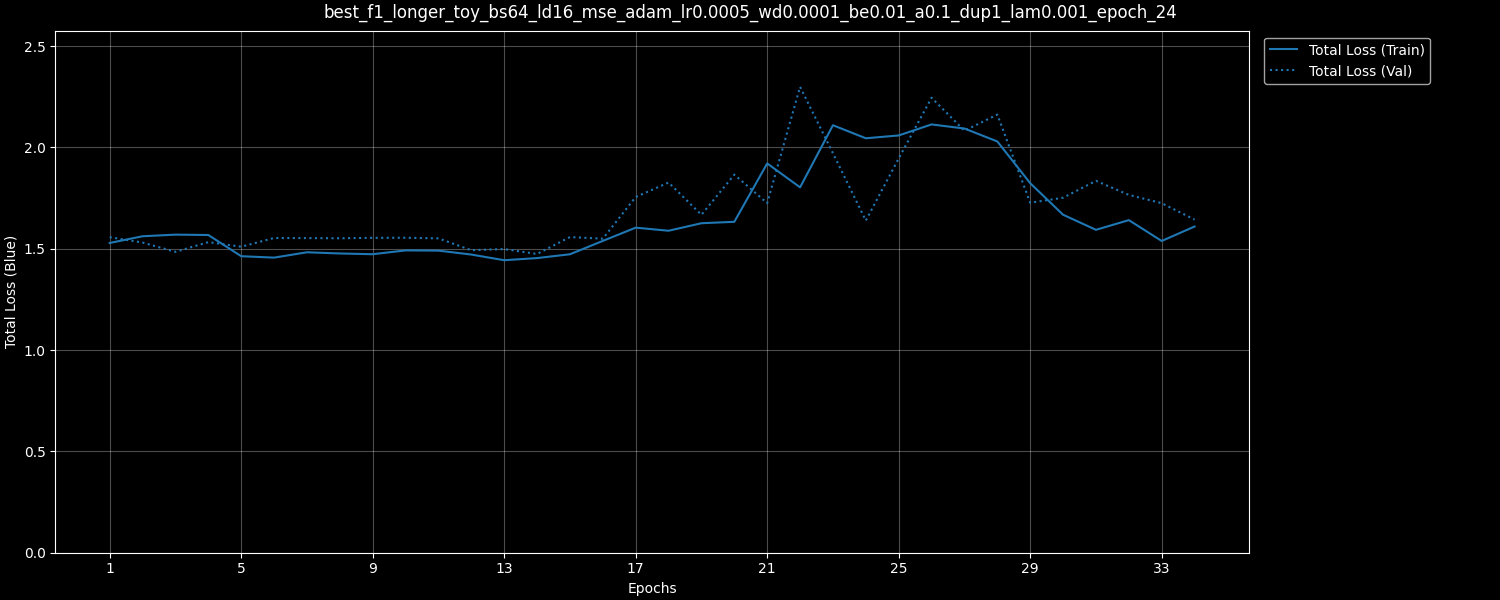 best_f1_longer_toy_bs64_ld16_mse_adam_lr0.0005_wd0.0001_be0.01_a0.1_dup1_lam0.001_epoch_24
Total Loss (Train)
Total Loss (Val)
2.5
2.0
1.5
1.0
0.5
0.0
Total Loss (Blue)
1 5 9 13 17 21 25 29 33
Epochs